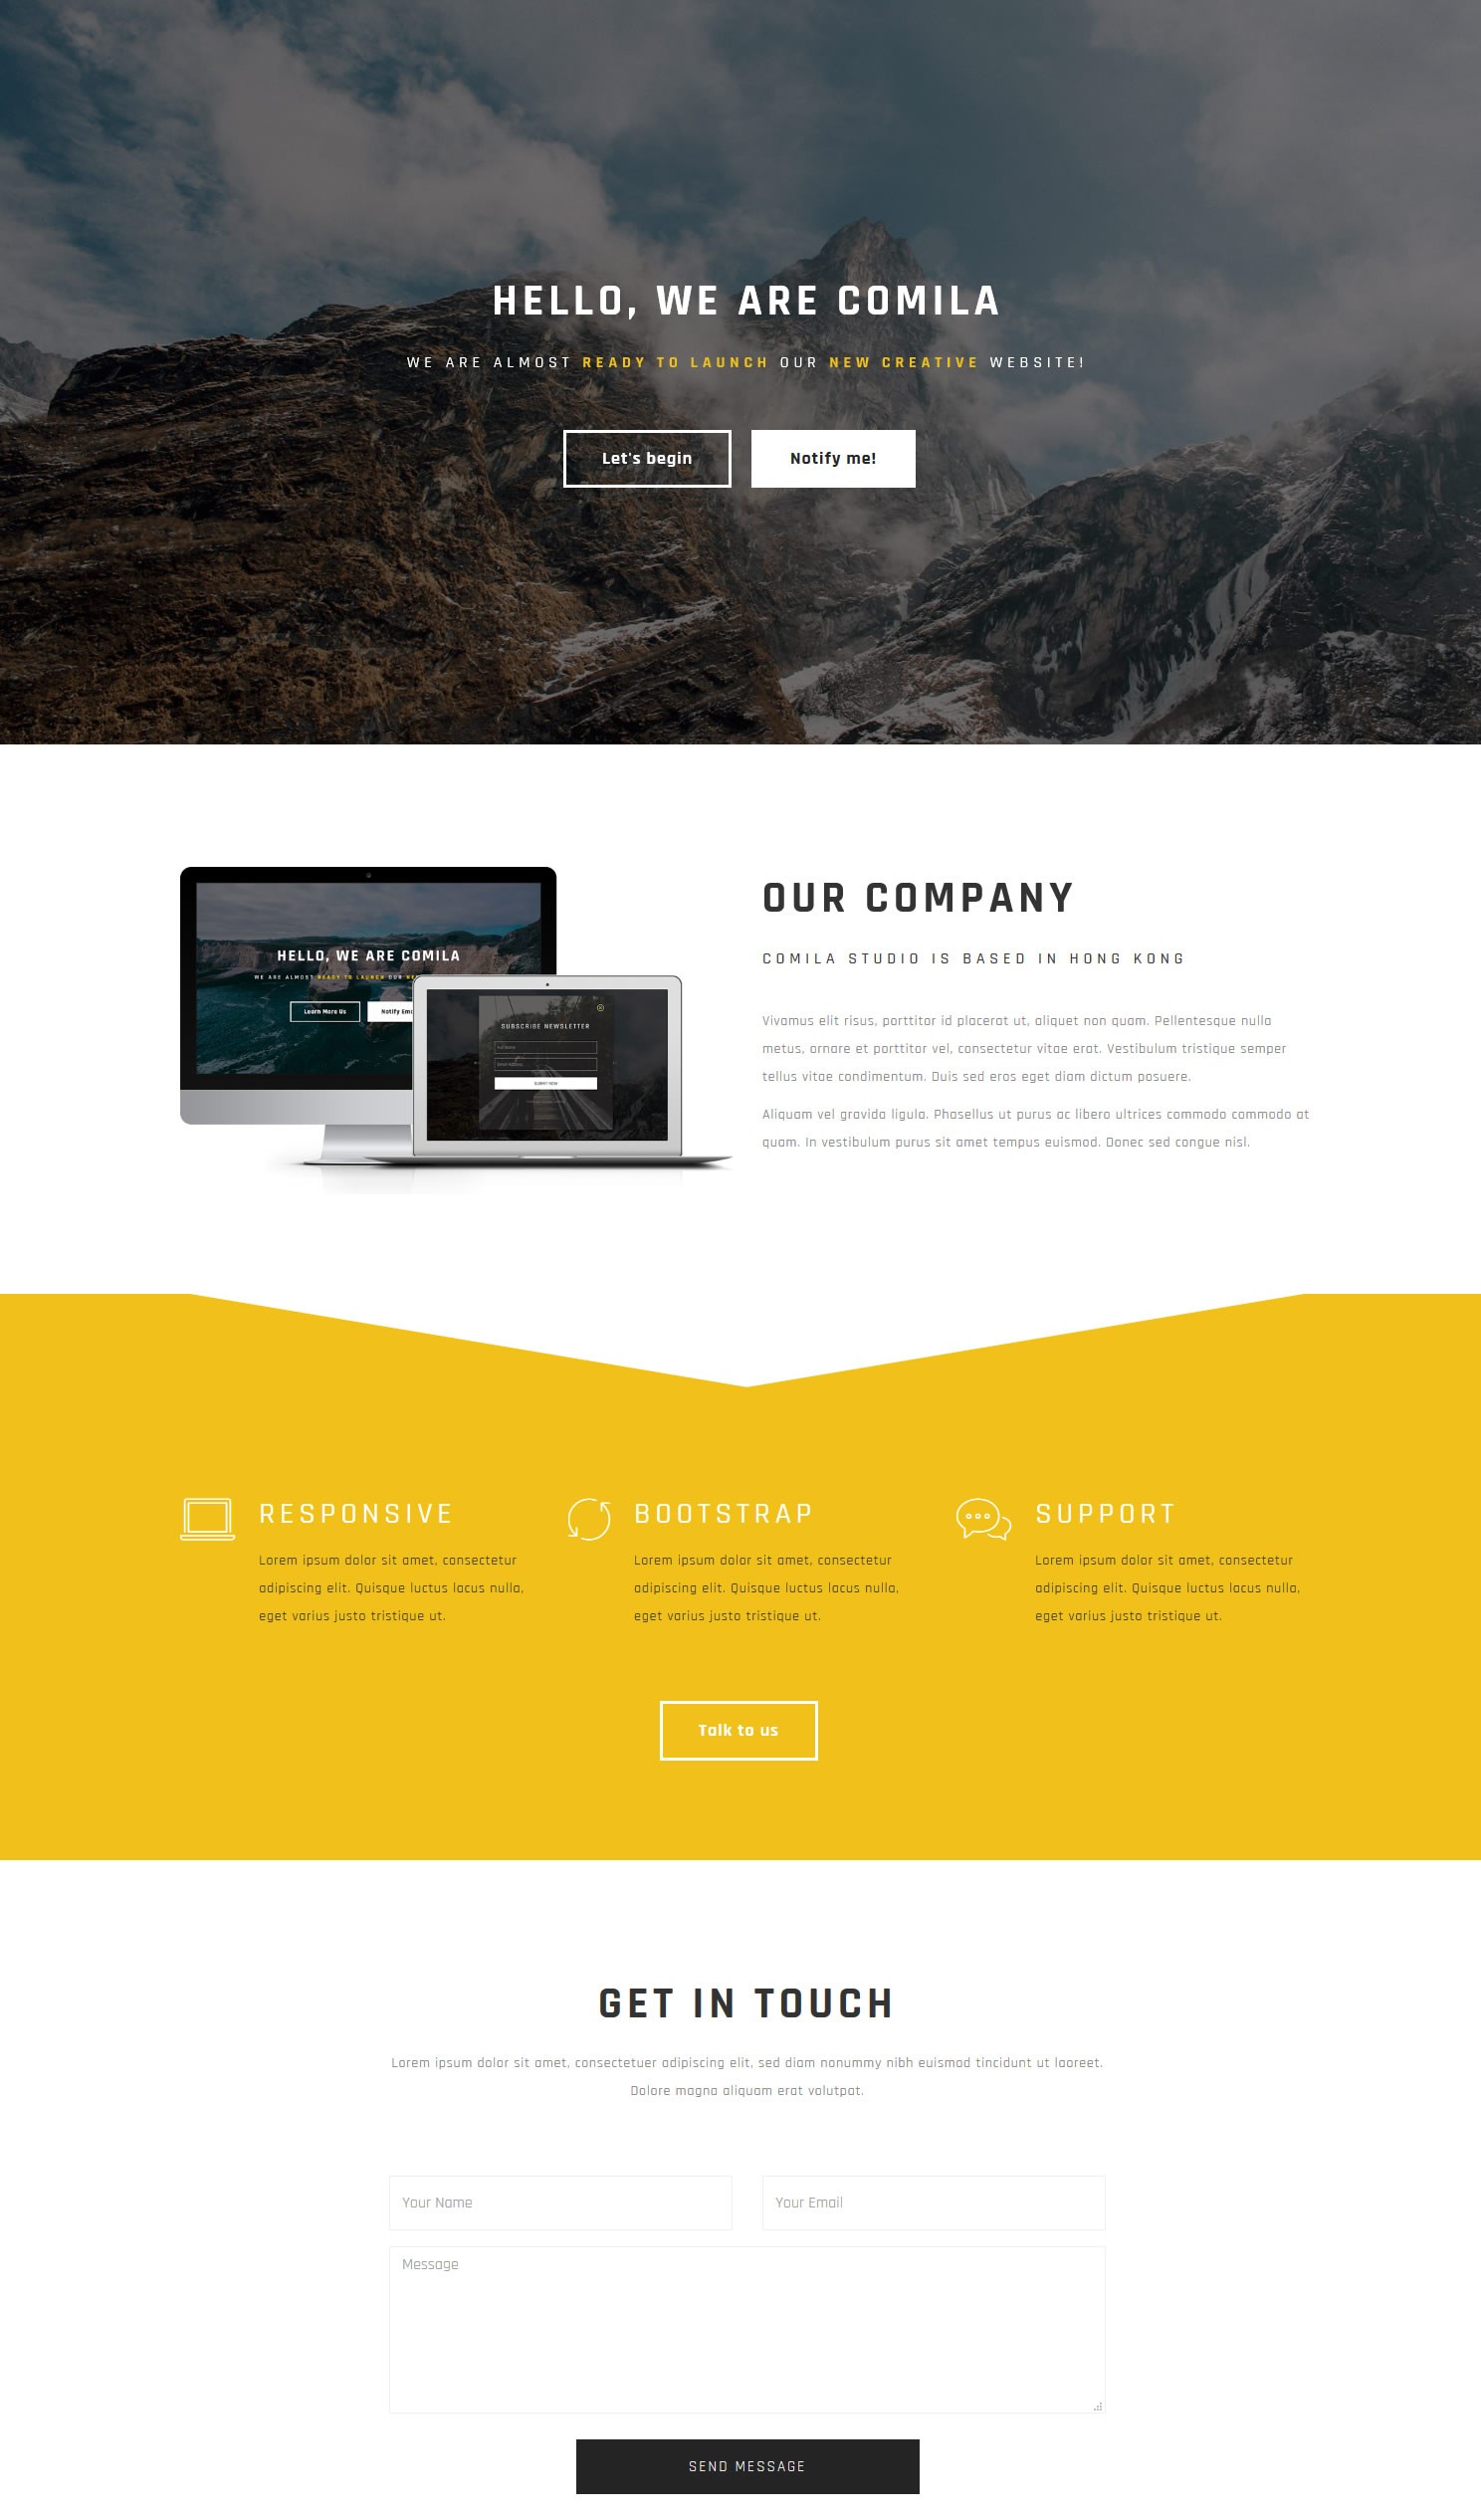 HELLO, WE ARE COMILA
WE ARE ALMOST READY TO LAUNCH OUR NEW CREATIVE WEBSITE!
Let's begin
Notify me!
HELLO, WE ARE COMILA
WE ARE ALMOST READY TO LAUNCH OUR
Learn More Us
SUBSCRIBE NEWSLETTER
SUBMIT NOW
OUR COMPANY
COMILA STUDIO IS BASED IN HONG KONG
Vivamus elit risus, porttitor id placerat ut, aliquet non quam. Pellentesque nulla
metus, ornare et porttitor vel, consectetur vitae erat. Vestibulum tristique semper
tellus vitae condimentum. Duis sed eros eget diam dictum posuere.
Aliquam vel gravida ligula. Phasellus ut purus ac libero ultrices commodo commodo at
quam. In vestibulum purus sit amet tempus euismod. Donec sed congue nisl.
RESPONSIVE
Lorem ipsum dolor sit amet, consectetur
adipiscing elit. Quisque luctus lacus nulla,
eget varius justo tristique ut.
BOOTSTRAP
Lorem ipsum dolor sit amet, consectetur
adipiscing elit. Quisque luctus lacus nulla,
eget varius justo tristique ut.
SUPPORT
Lorem ipsum dolor sit amet, consectetur
adipiscing elit. Quisque luctus lacus nulla,
eget varius justo tristique ut.
Talk to us
GET IN TOUCH
Lorem ipsum dolor sit amet, consectetuer adipiscing elit, sed diam nonummy nibh euismod tincidunt ut laoreet.
Dolore magna aliquam erat volutpat.
Your Name
Your Email
Message
SEND MESSAGE